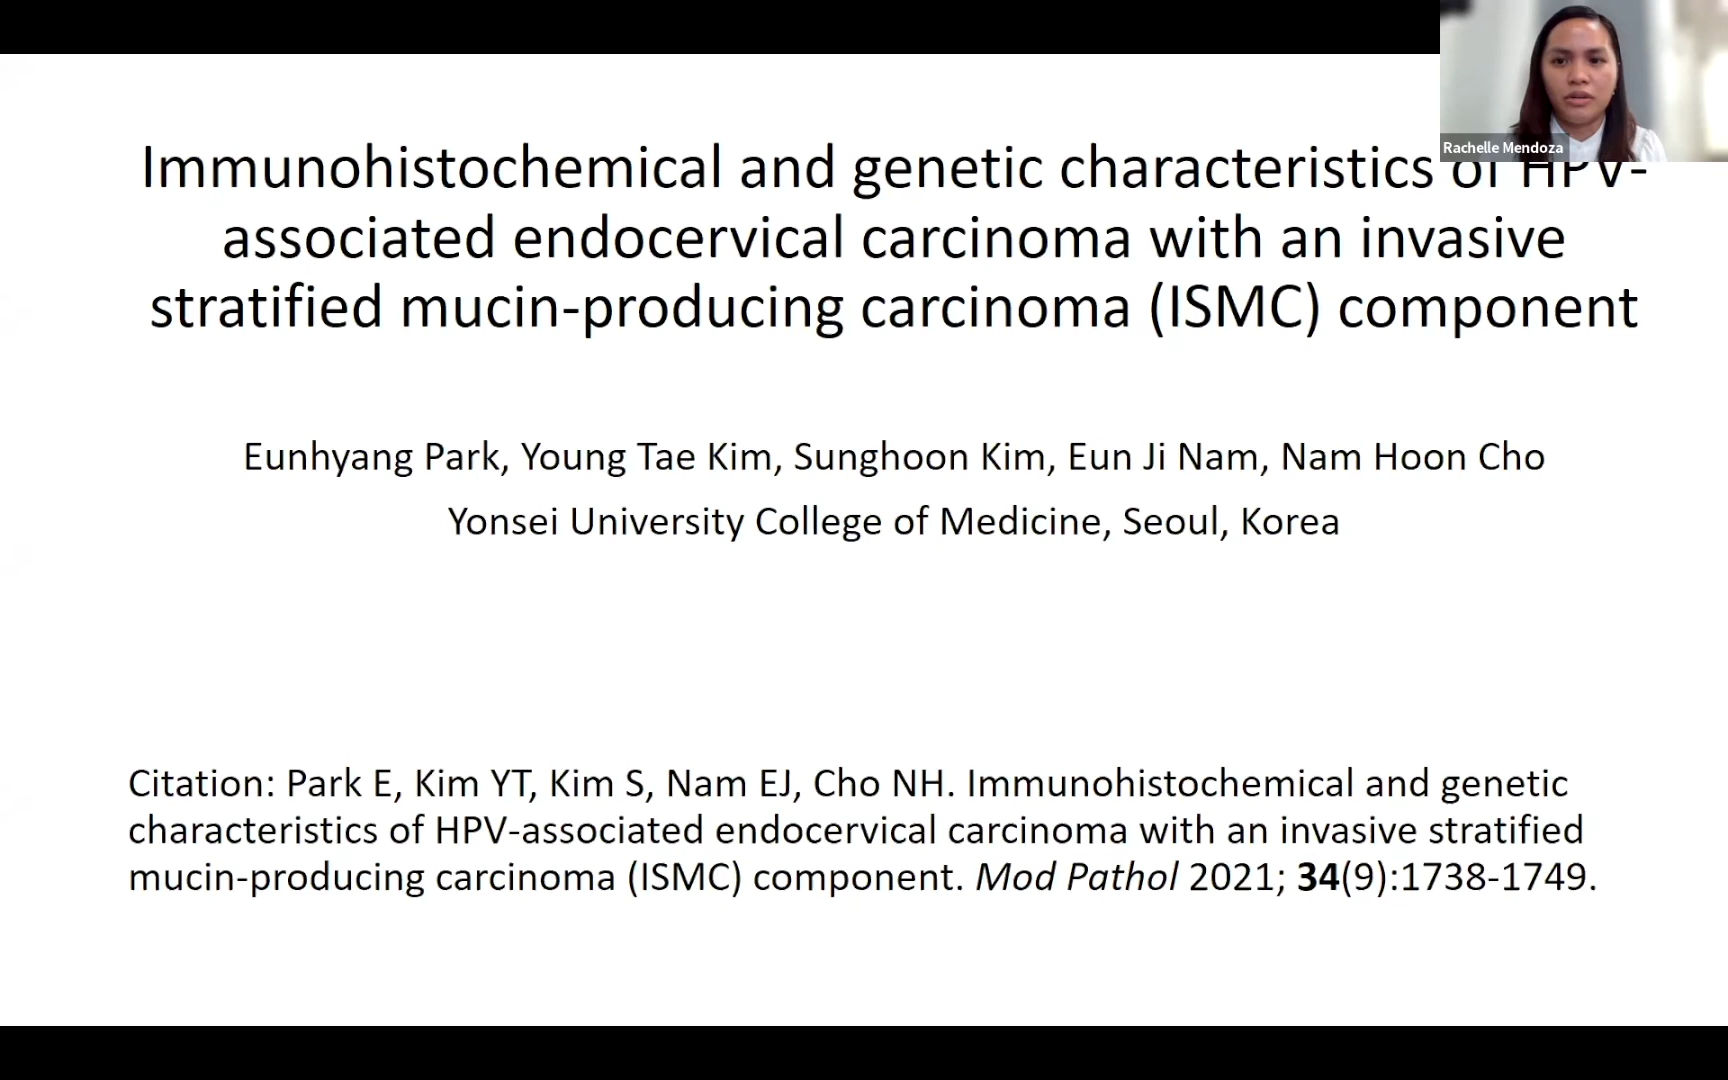 Rachelle Mendoza
Immunohistochemical and genetic characteristics of HPV-
associated endocervical carcinoma with an invasive
stratified mucin-producing carcinoma (ISMC) component
Eunhyang Park, Young Tae Kim, Sunghoon Kim, Eun Ji Nam, Nam Hoon Cho
Yonsei University College of Medicine, Seoul, Korea
Citation: Park E, Kim YT, Kim S, Nam EJ, Cho NH. Immunohistochemical and genetic
characteristics of HPV-associated endocervical carcinoma with an invasive stratified
mucin-producing carcinoma (ISMC) component. Mod Pathol 2021; 34(9):1738-1749.